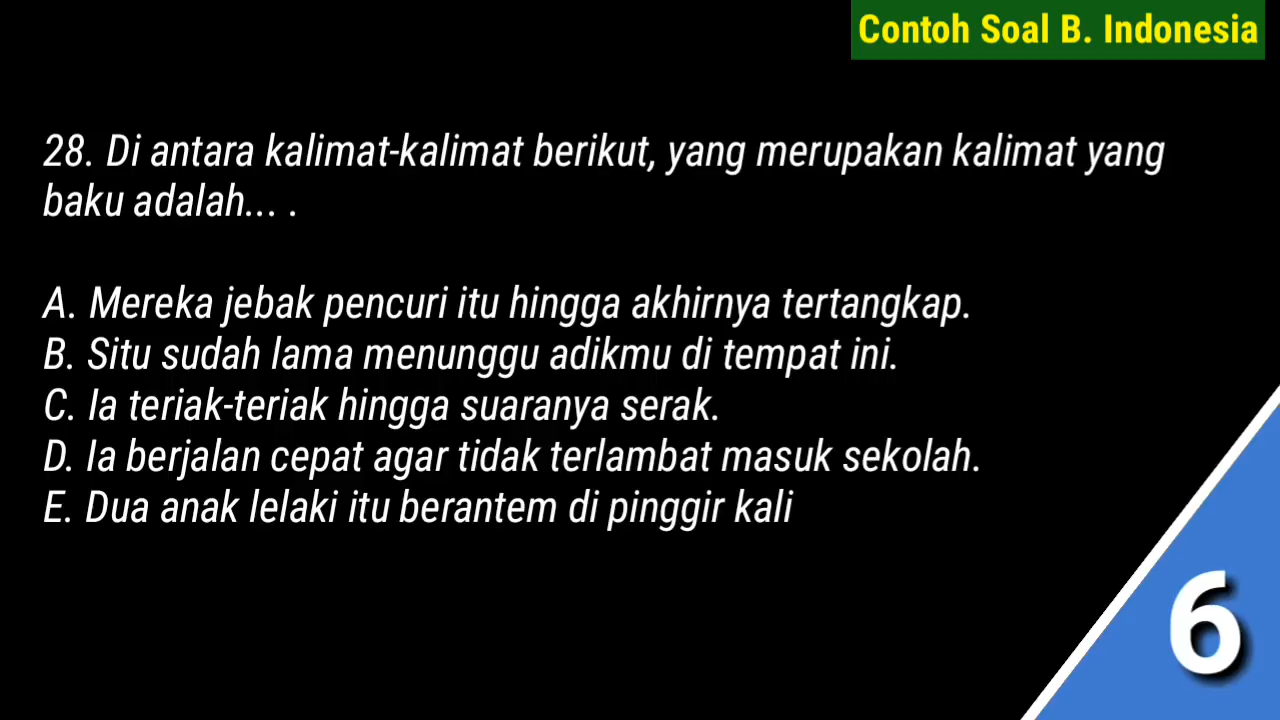 Contoh Soal B. Indonesia
28. Di antara kalimat-kalimat berikut, yang merupakan kalimat yang
baku adalah... .
A. Mereka jebak pencuri itu hingga akhirnya tertangkap.
B. Situ sudah lama menunggu adikmu di tempat ini.
C. Ia teriak-teriak hingga suaranya serak.
D. Ia berjalan cepat agar tidak terlambat masuk sekolah.
E. Dua anak lelaki itu berantem di pinggir kali
6